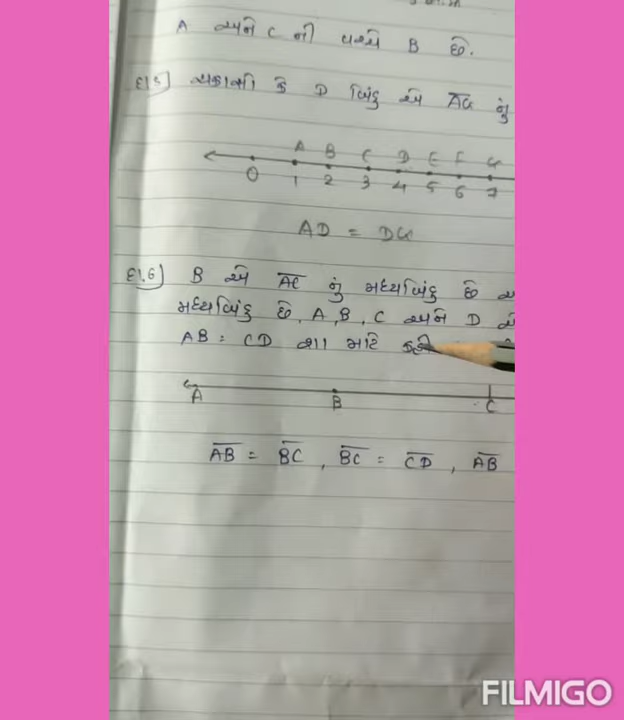 A અને C ની વચ્ચે B છે.
દા.5) ચકાસો કે D બિંદુ એ AG નું
A B C D E F G
0 1 2 3 4 5 6 7
AD = DG
દા.6) B એ AC નું મધ્યબિંદુ છે
મધ્યબિંદુ છે, A, B, C અને D
AB = CD શા માટે
A B C
AB = BC , BC = CD , AB
FILMIGO